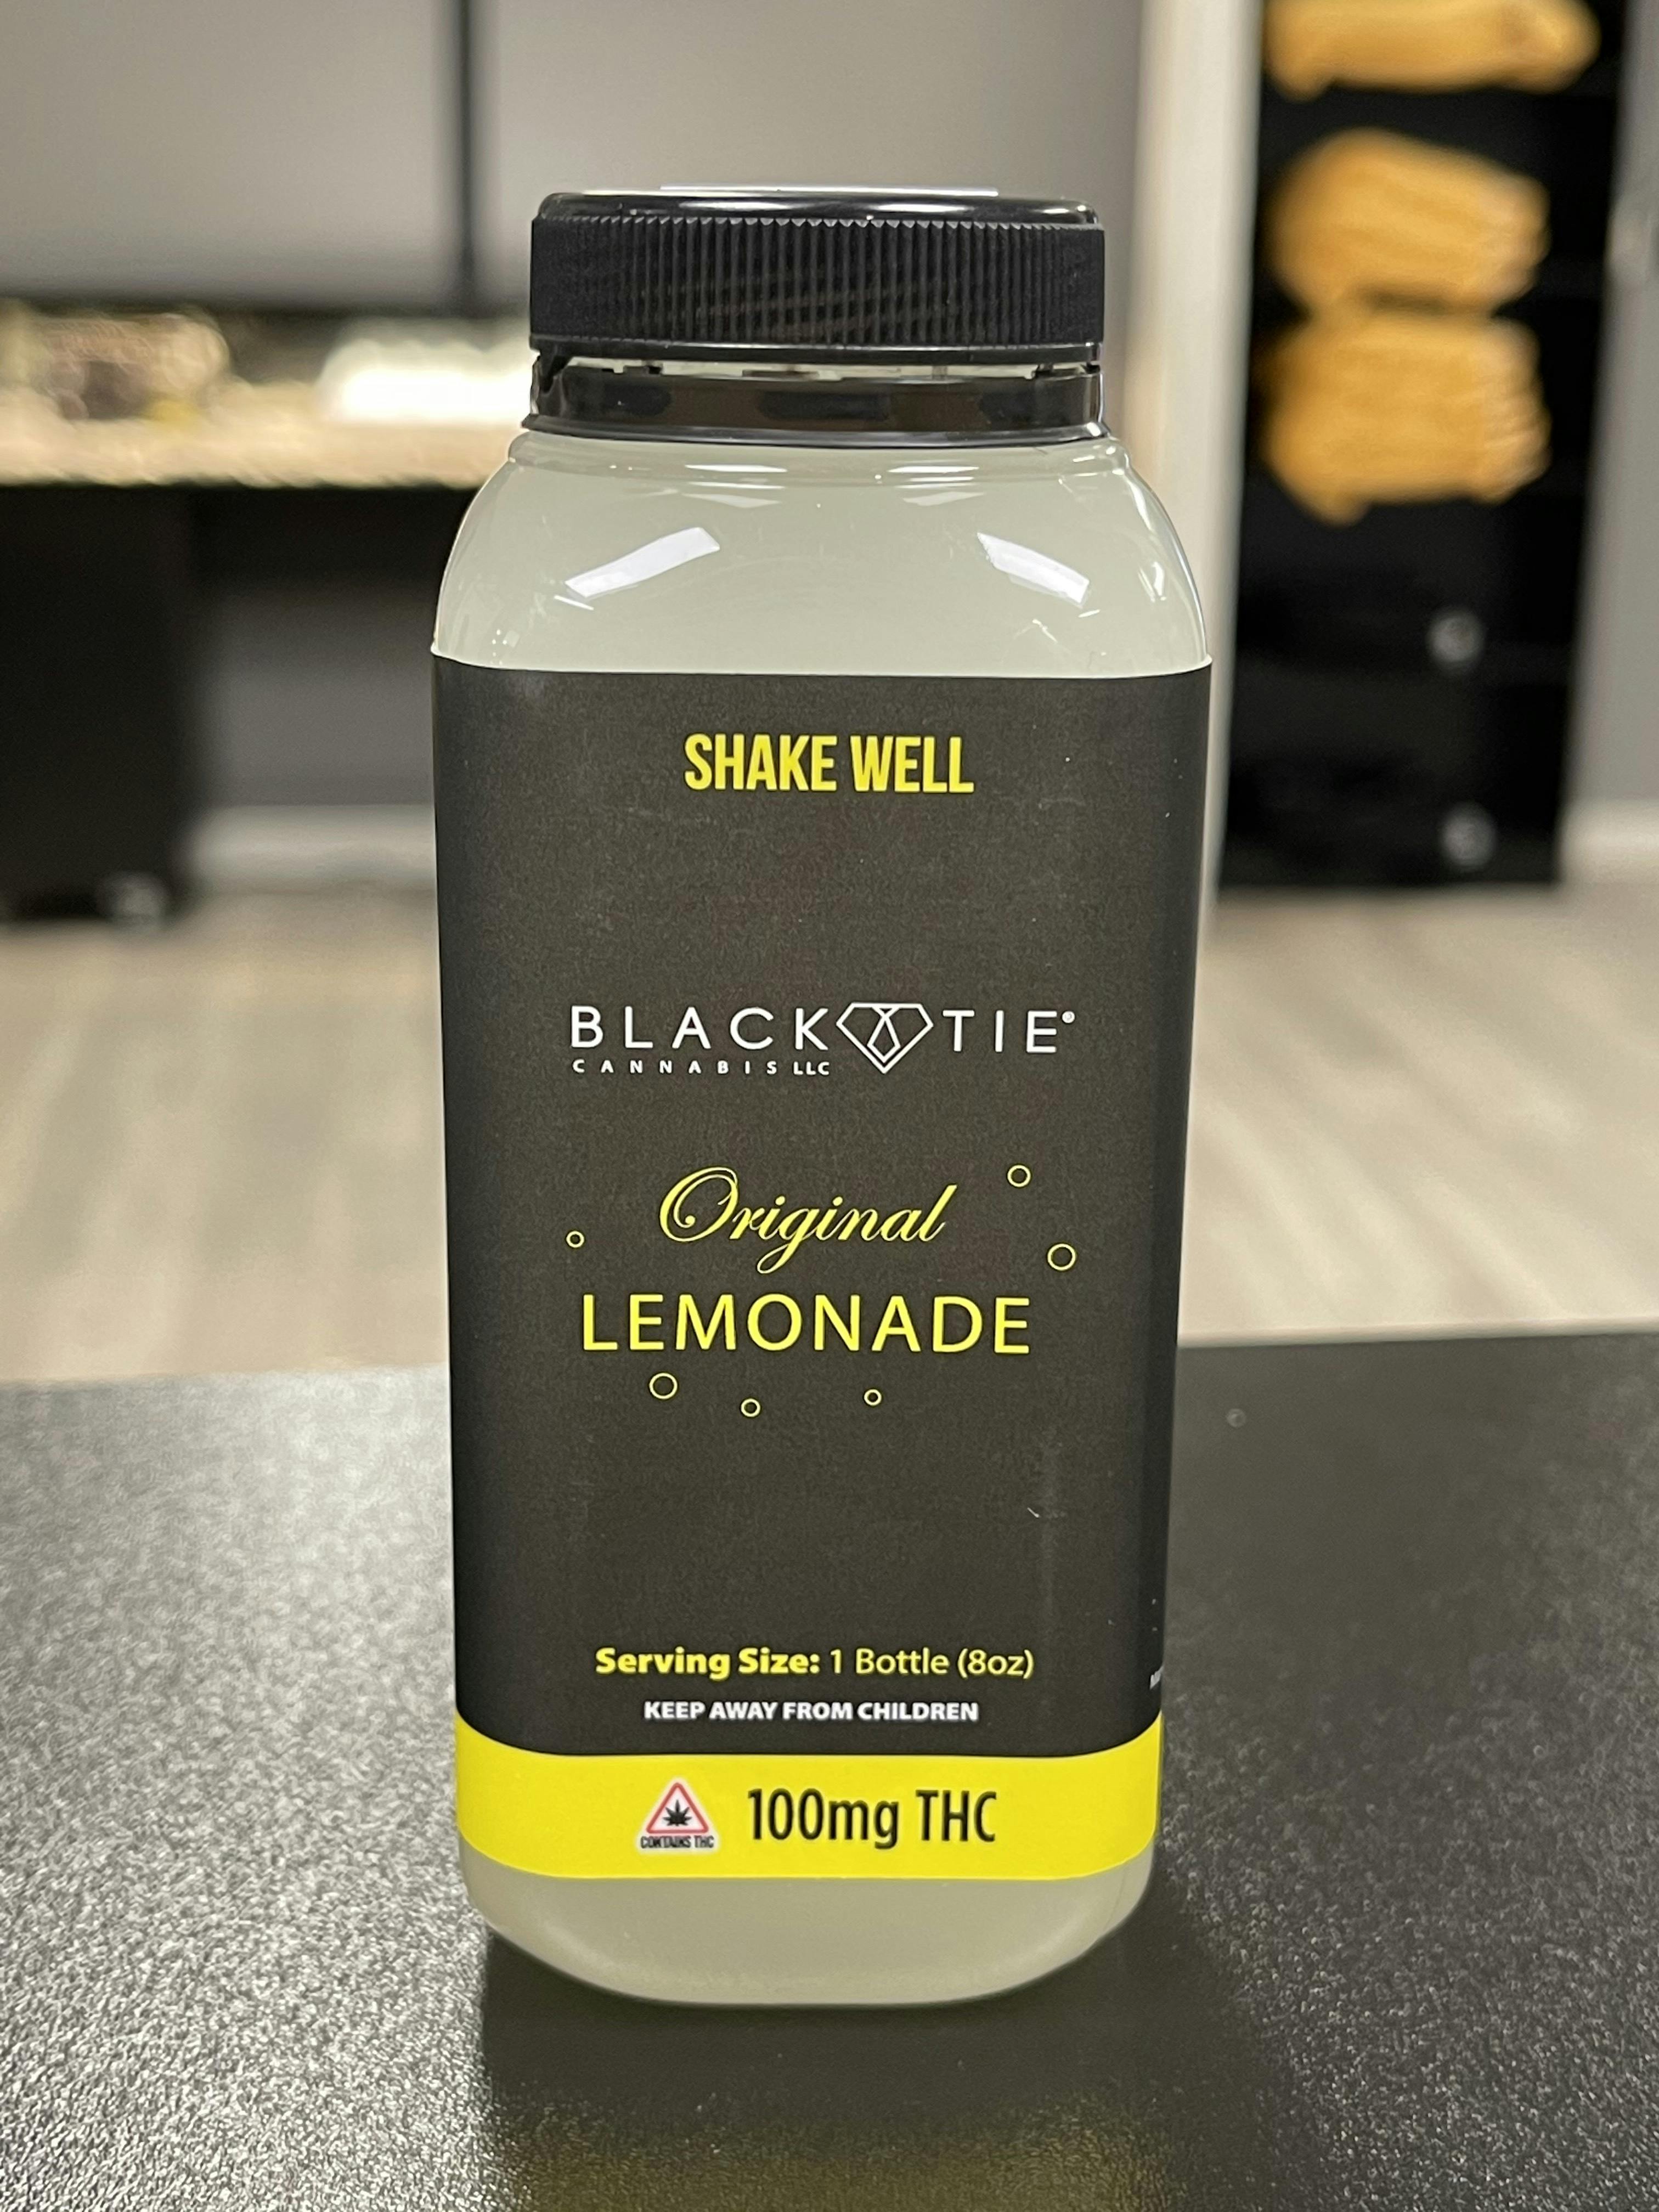 SHAKE WELL
BLACK TIE®
CANNABIS LLC
Original
LEMONADE
Serving Size: 1 Bottle (8oz)
KEEP AWAY FROM CHILDREN
CONTAINS THC
100mg THC